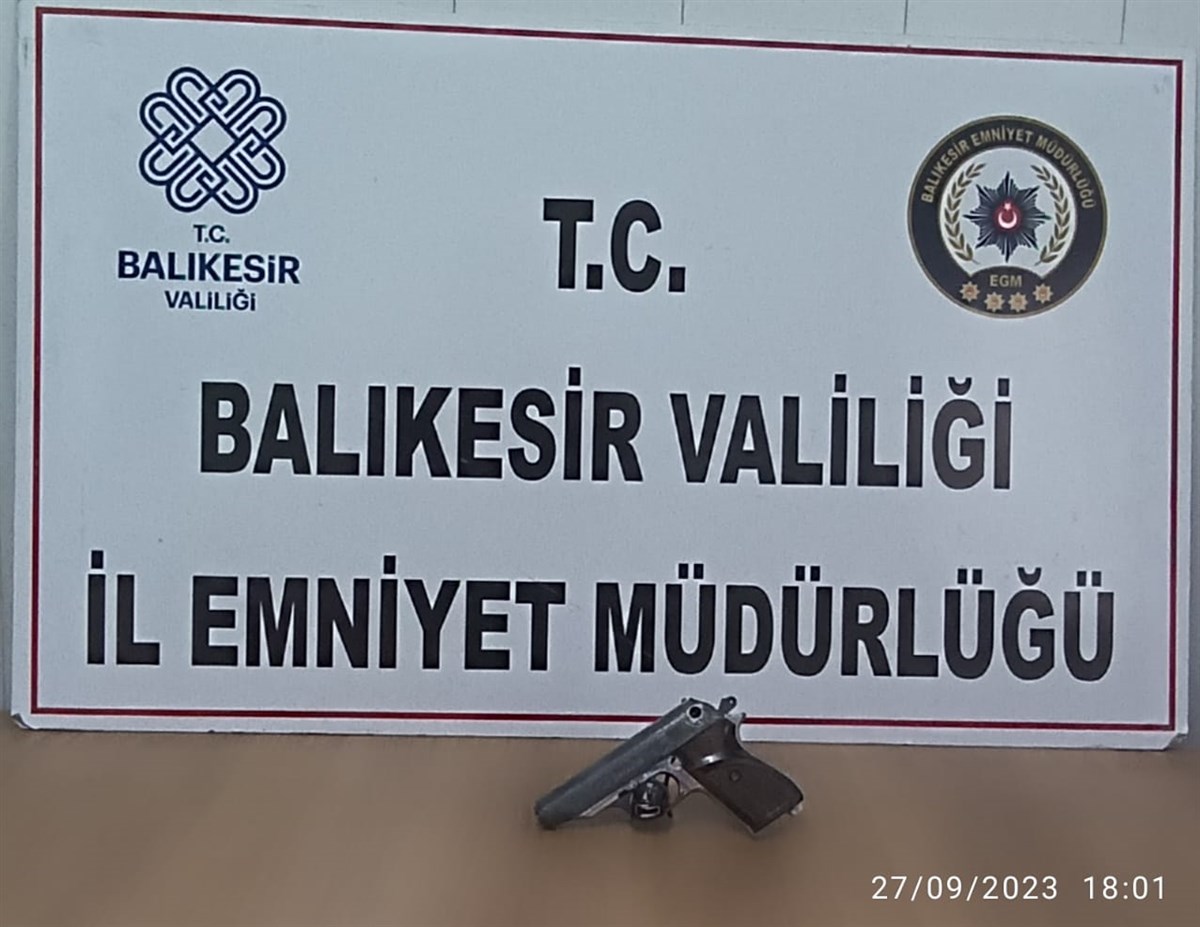 T.C.
BALIKESİR
VALİLİĞİ
BALIKESİR EMNİYET MÜDÜRLÜĞÜ
EGM
T.C.
BALIKESİR VALİLİĞİ
İL EMNİYET MÜDÜRLÜĞÜ
27/09/2023 18:01